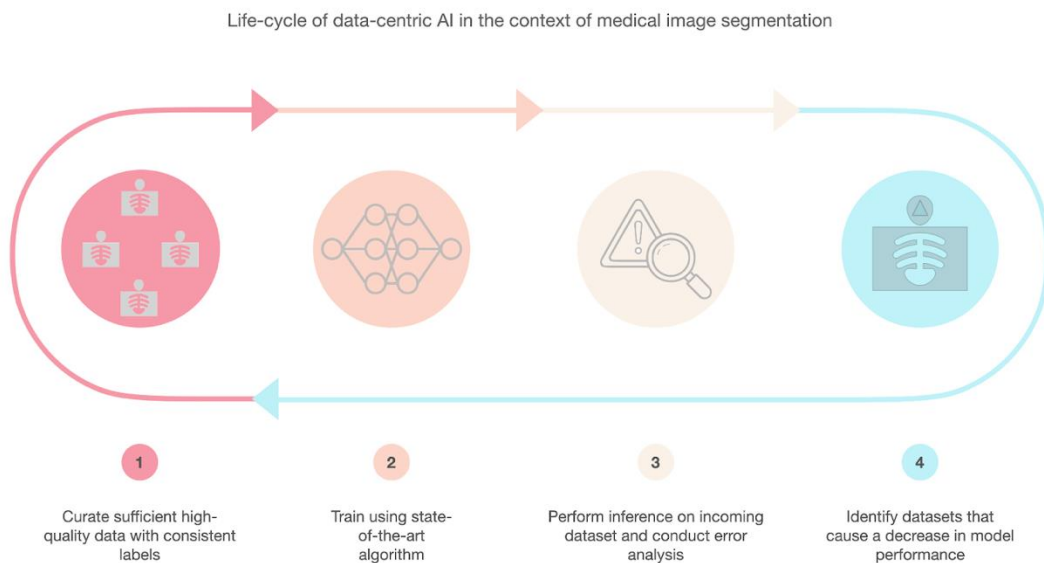 Life-cycle of data-centric AI in the context of medical image segmentation
1
Curate sufficient high-
quality data with consistent
labels
2
Train using state-
of-the-art
algorithm
3
Perform inference on incoming
dataset and conduct error
analysis
4
Identify datasets that
cause a decrease in model
performance